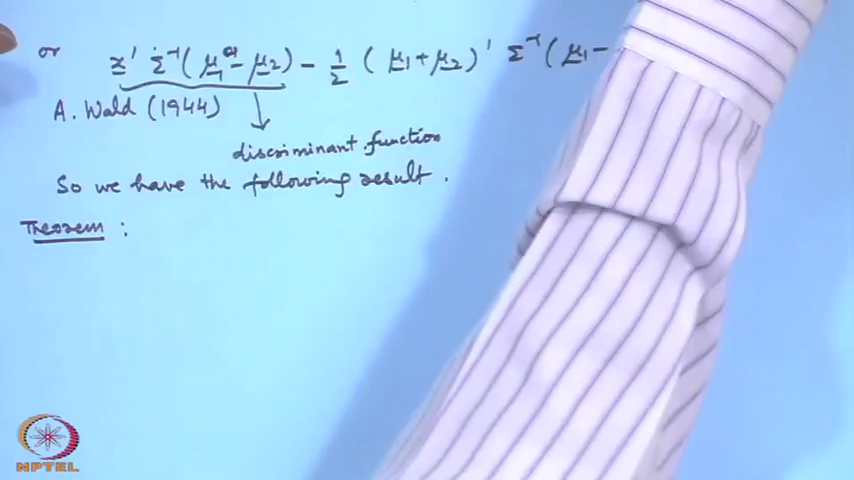 or x' Σ⁻¹(μ₁ - μ₂) - 1/2 (μ₁ + μ₂)' Σ⁻¹(μ₁ -
A. Wald (1944)
discriminant function
So we have the following result.
Theorem :
NPTEL